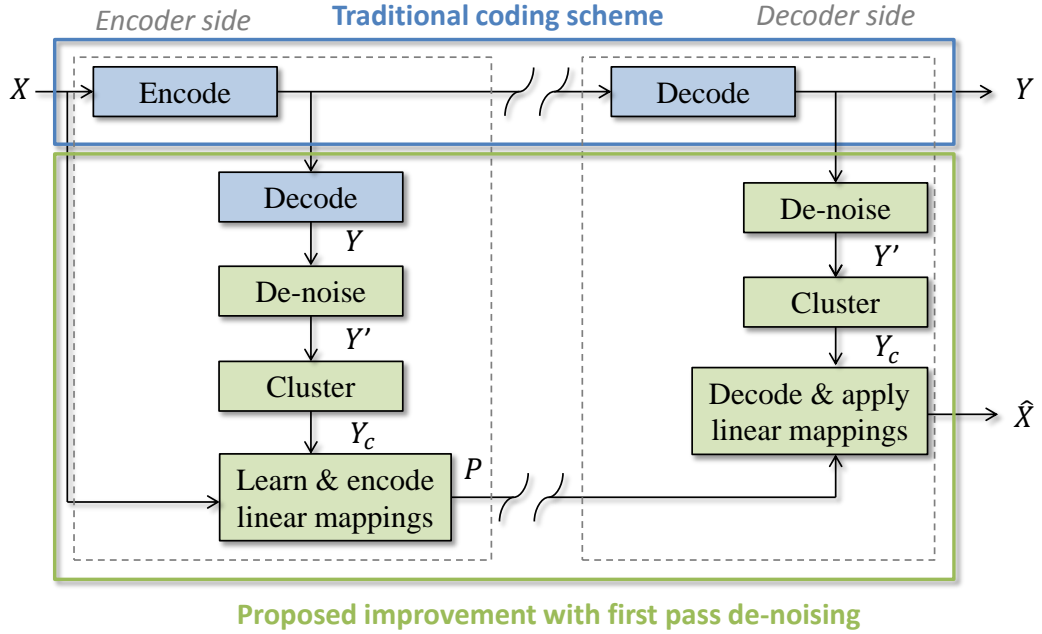 Encoder side
Traditional coding scheme
Decoder side
X
Encode
Decode
Y
Decode
Y
De-noise
Y'
Cluster
Y_c
Learn & encode
linear mappings
P
De-noise
Y'
Cluster
Y_c
Decode & apply
linear mappings
X̂
Proposed improvement with first pass de-noising